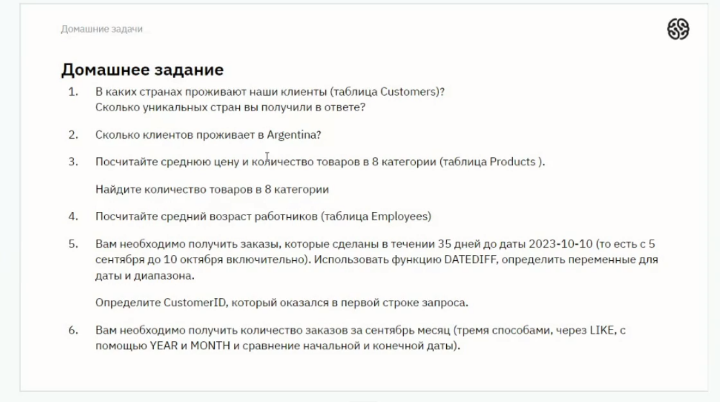 Домашние задачи
Домашнее задание
1. В каких странах проживают наши клиенты (таблица Customers)?
Сколько уникальных стран вы получили в ответе?
2. Сколько клиентов проживает в Argentina?
3. Посчитайте среднюю цену и количество товаров в 8 категории (таблица Products ).
Найдите количество товаров в 8 категории
4. Посчитайте средний возраст работников (таблица Employees)
5. Вам необходимо получить заказы, которые сделаны в течении 35 дней до даты 2023-10-10 (то есть с 5
сентября до 10 октября включительно). Использовать функцию DATEDIFF, определить переменные для
даты и диапазона.
Определите CustomerID, который оказался в первой строке запроса.
6. Вам необходимо получить количество заказов за сентябрь месяц (тремя способами, через LIKE, с
помощью YEAR и MONTH и сравнение начальной и конечной даты).